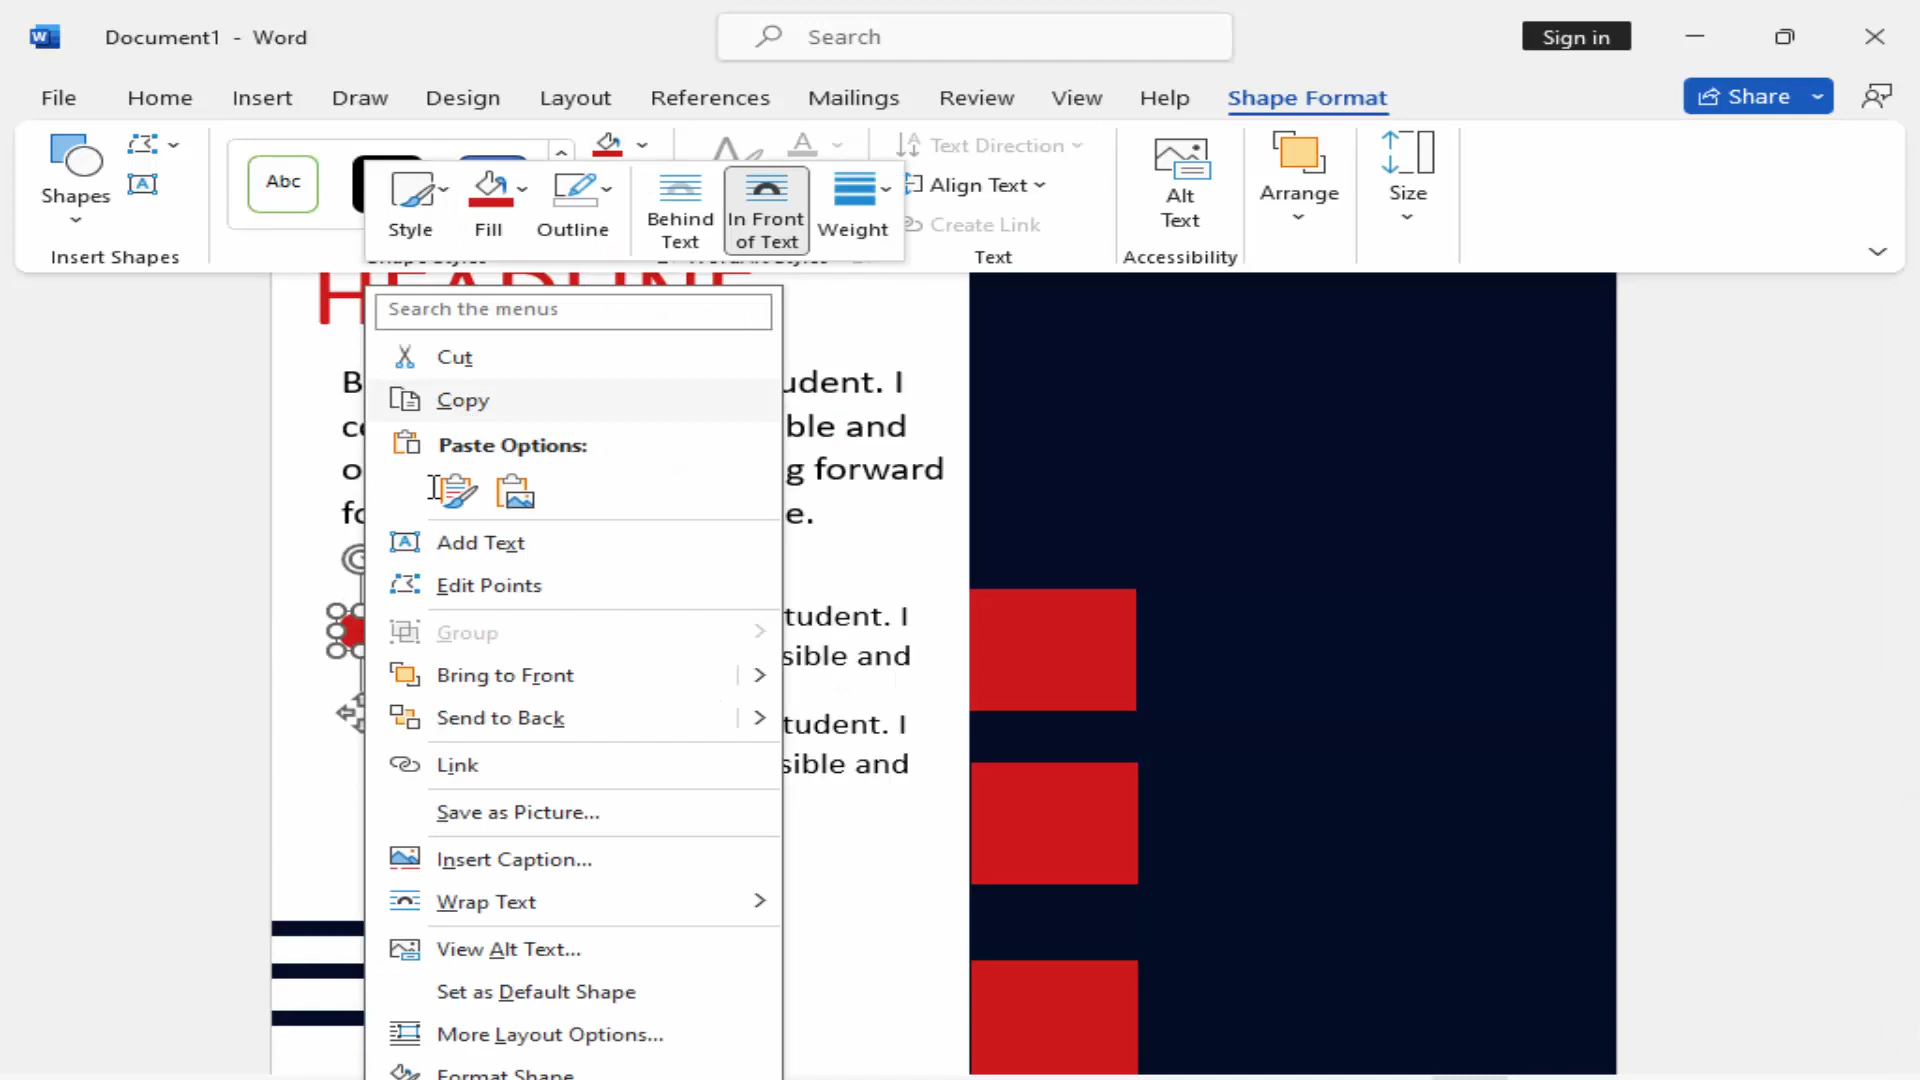 Document1 - Word
Search
Sign in
File Home Insert Draw Design Layout References Mailings Review View Help Shape Format
Share
Shapes
Insert Shapes
Abc
Style
Fill
Outline
Behind
Text
In Front
of Text
Weight
Text Direction
Align Text
Create Link
Text
Alt
Text
Accessibility
Arrange
Size
HEADLINE
Search the menus
Cut
Copy
Paste Options:
Add Text
Edit Points
Group
Bring to Front
Send to Back
Link
Save as Picture...
Insert Caption...
Wrap Text
View Alt Text...
Set as Default Shape
More Layout Options...
Format Shape
B udent. I
c ble and
o g forward
fo e.
tudent. I
sible and
tudent. I
sible and